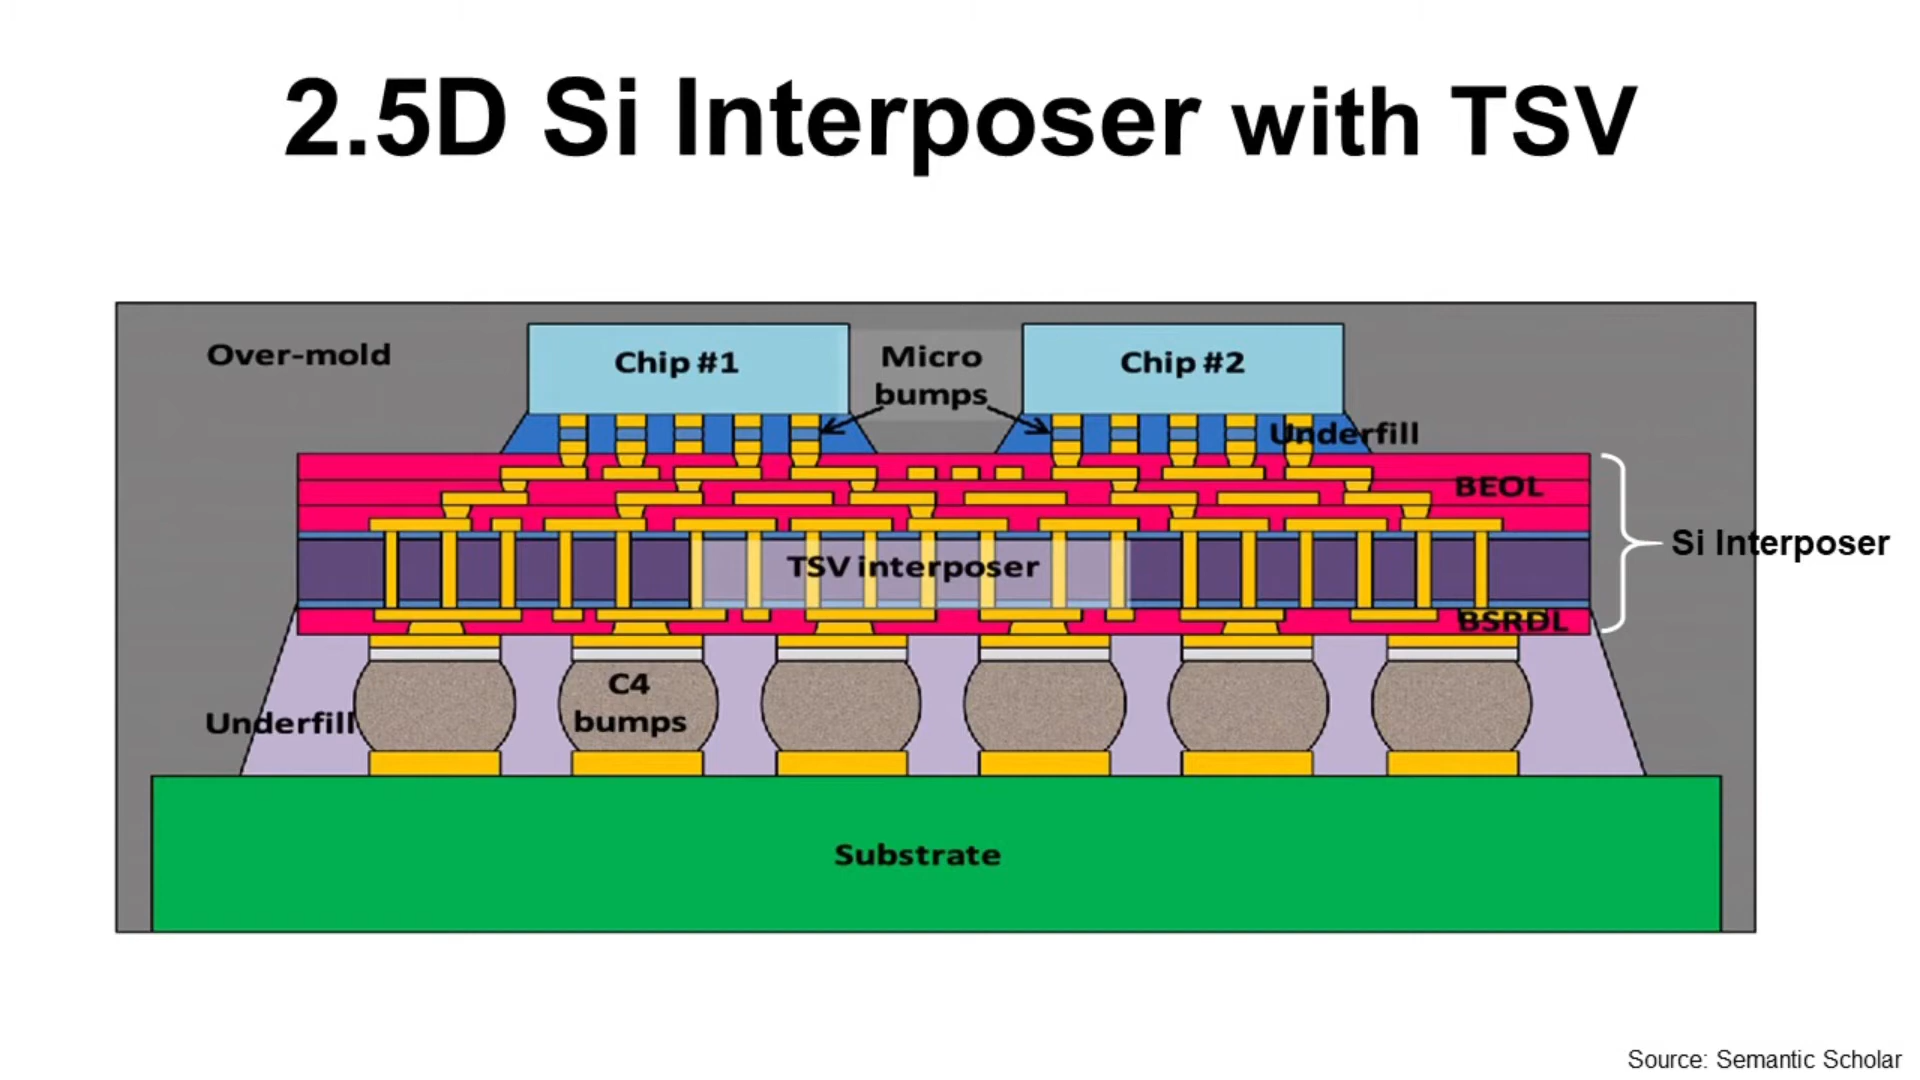 2.5D Si Interposer with TSV
Over-mold
Chip #1
Micro
bumps
Chip #2
Underfill
BEOL
Si Interposer
TSV interposer
BSRDL
C4
bumps
Underfill
Substrate
Source: Semantic Scholar